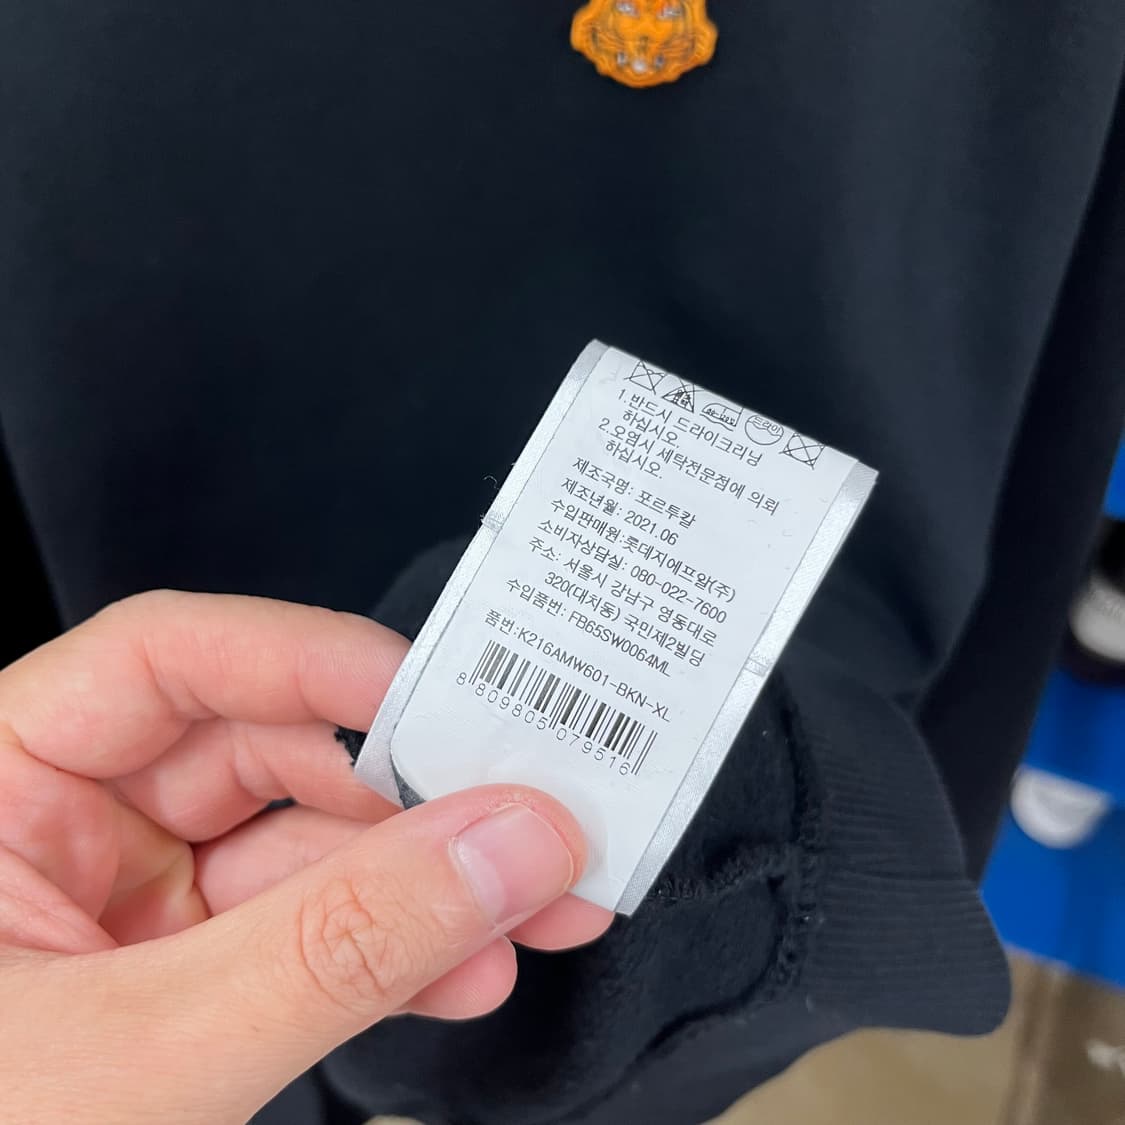 드라이
1.반드시 드라이크리닝
하십시오.
2.오염시 세탁전문점에 의뢰
하십시오.
제조국명: 포르투칼
제조년월: 2021.06
수입판매원:롯데지에프알(주)
소비자상담실: 080-022-7600
주소: 서울시 강남구 영동대로
320(대치동) 국민제2빌딩
수입품번: FB65SW0064ML
품번:K216AMW601-BKN-XL
8 809805 079516